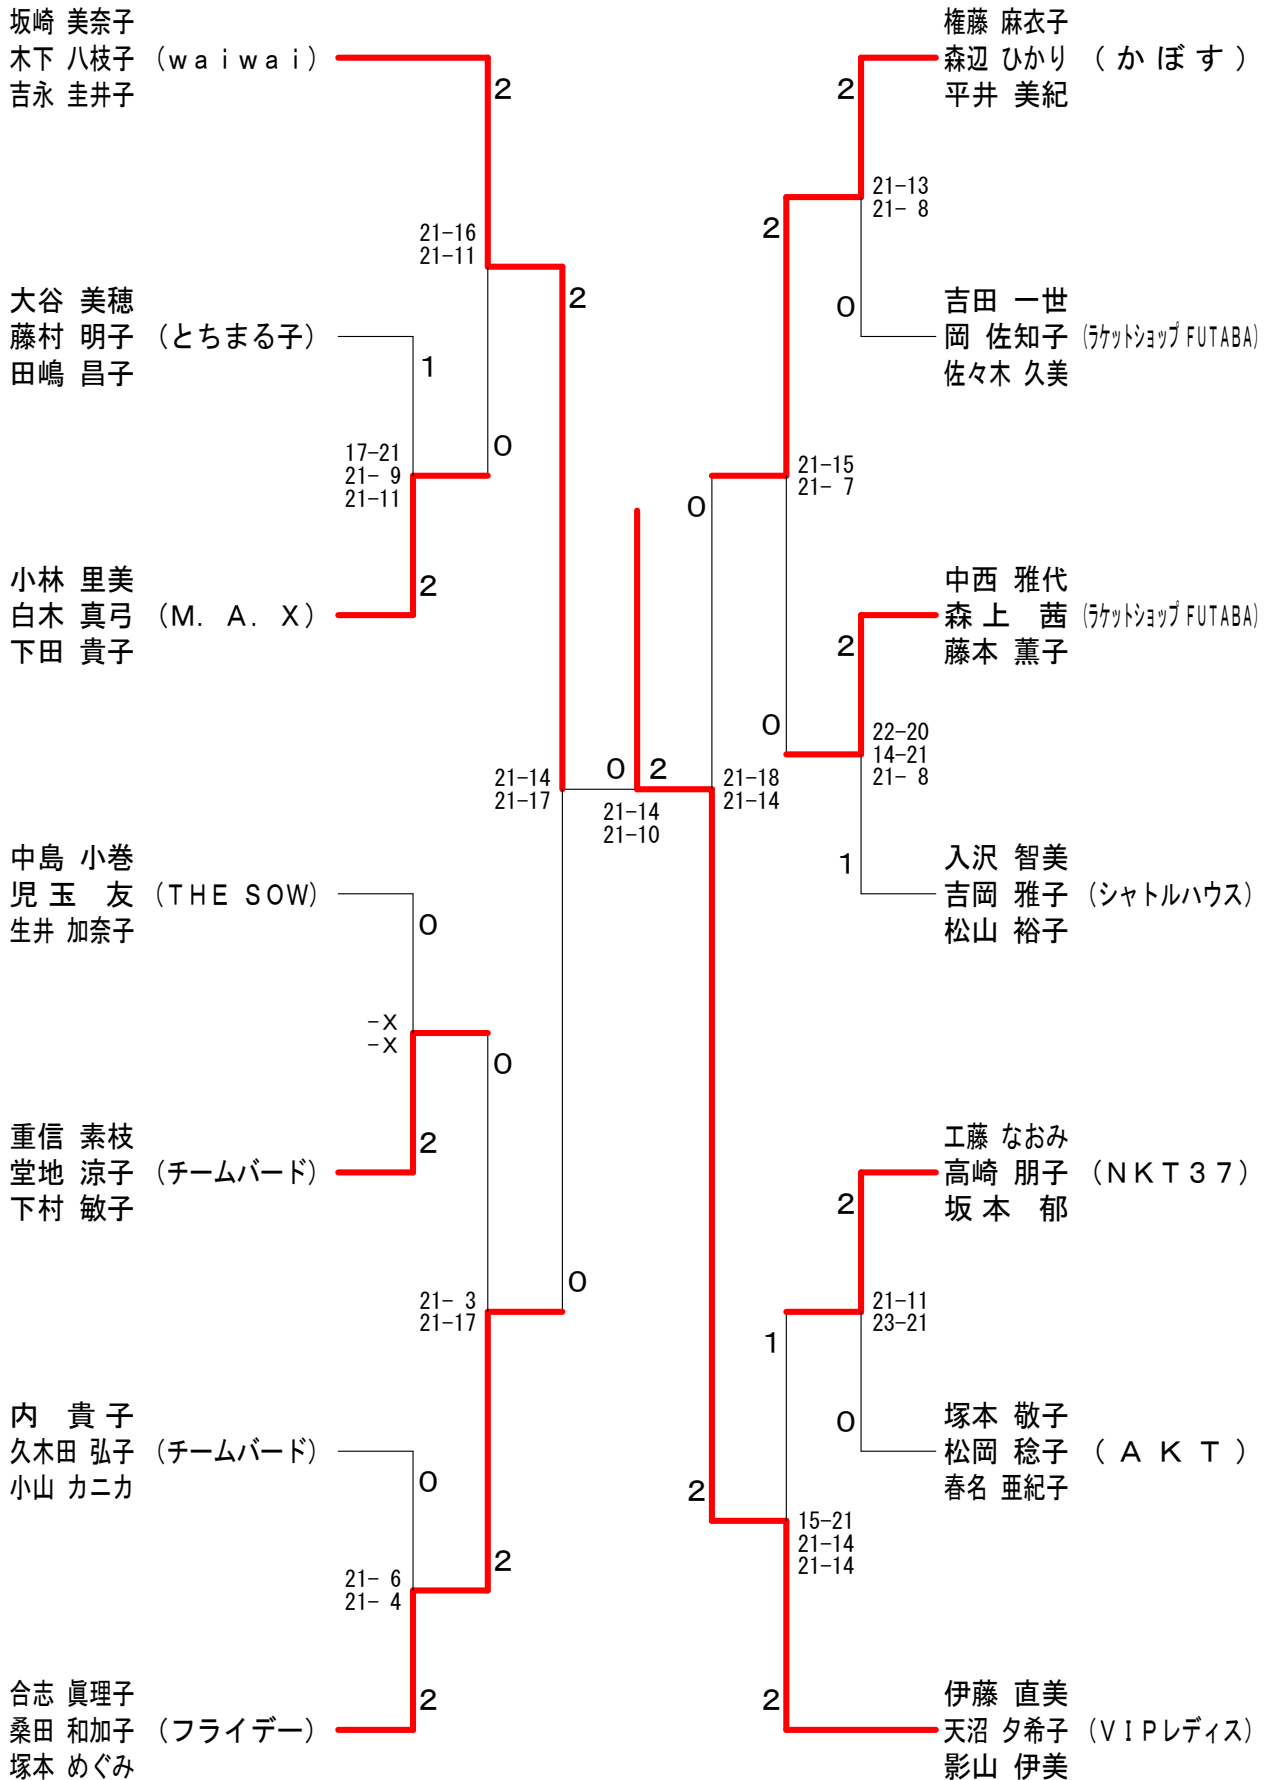 坂崎 美奈子
木下 八枝子 (ｗａｉｗａｉ)
吉永 圭井子
2
21-16
21-11
2
大谷 美穂
藤村 明子 (とちまる子)
田嶋 昌子
1
17-21
21- 9
21-11
0
小林 里美
白木 真弓 (Ｍ．Ａ．Ｘ)
下田 貴子
2
21-14
21-17
0
2
21-14
21-10
中島 小巻
児玉 友 (THE SOW)
生井 加奈子
0
-X
-X
0
重信 素枝
堂地 涼子 (チームバード)
下村 敏子
2
21- 3
21-17
0
内 貴子
久木田 弘子 (チームバード)
小山 カニカ
0
21- 6
21- 4
2
合志 眞理子
桑田 和加子 (フライデー)
塚本 めぐみ
2
権藤 麻衣子
森辺 ひかり (かぼす)
平井 美紀
2
21-13
21- 8
2
吉田 一世
岡 佐知子 (ラケットショップ FUTABA)
佐々木 久美
0
21-15
21- 7
0
中西 雅代
森上 茜 (ラケットショップ FUTABA)
藤本 薫子
2
22-20
14-21
21- 8
0
21-18
21-14
入沢 智美
吉岡 雅子 (シャトルハウス)
松山 裕子
1
工藤 なおみ
高崎 朋子 (ＮＫＴ３７)
坂本 郁
2
21-11
23-21
1
塚本 敬子
松岡 稔子 (ＡＫＴ)
春名 亜紀子
0
2
15-21
21-14
21-14
伊藤 直美
天沼 夕希子 (ＶＩＰレディス)
影山 伊美
2